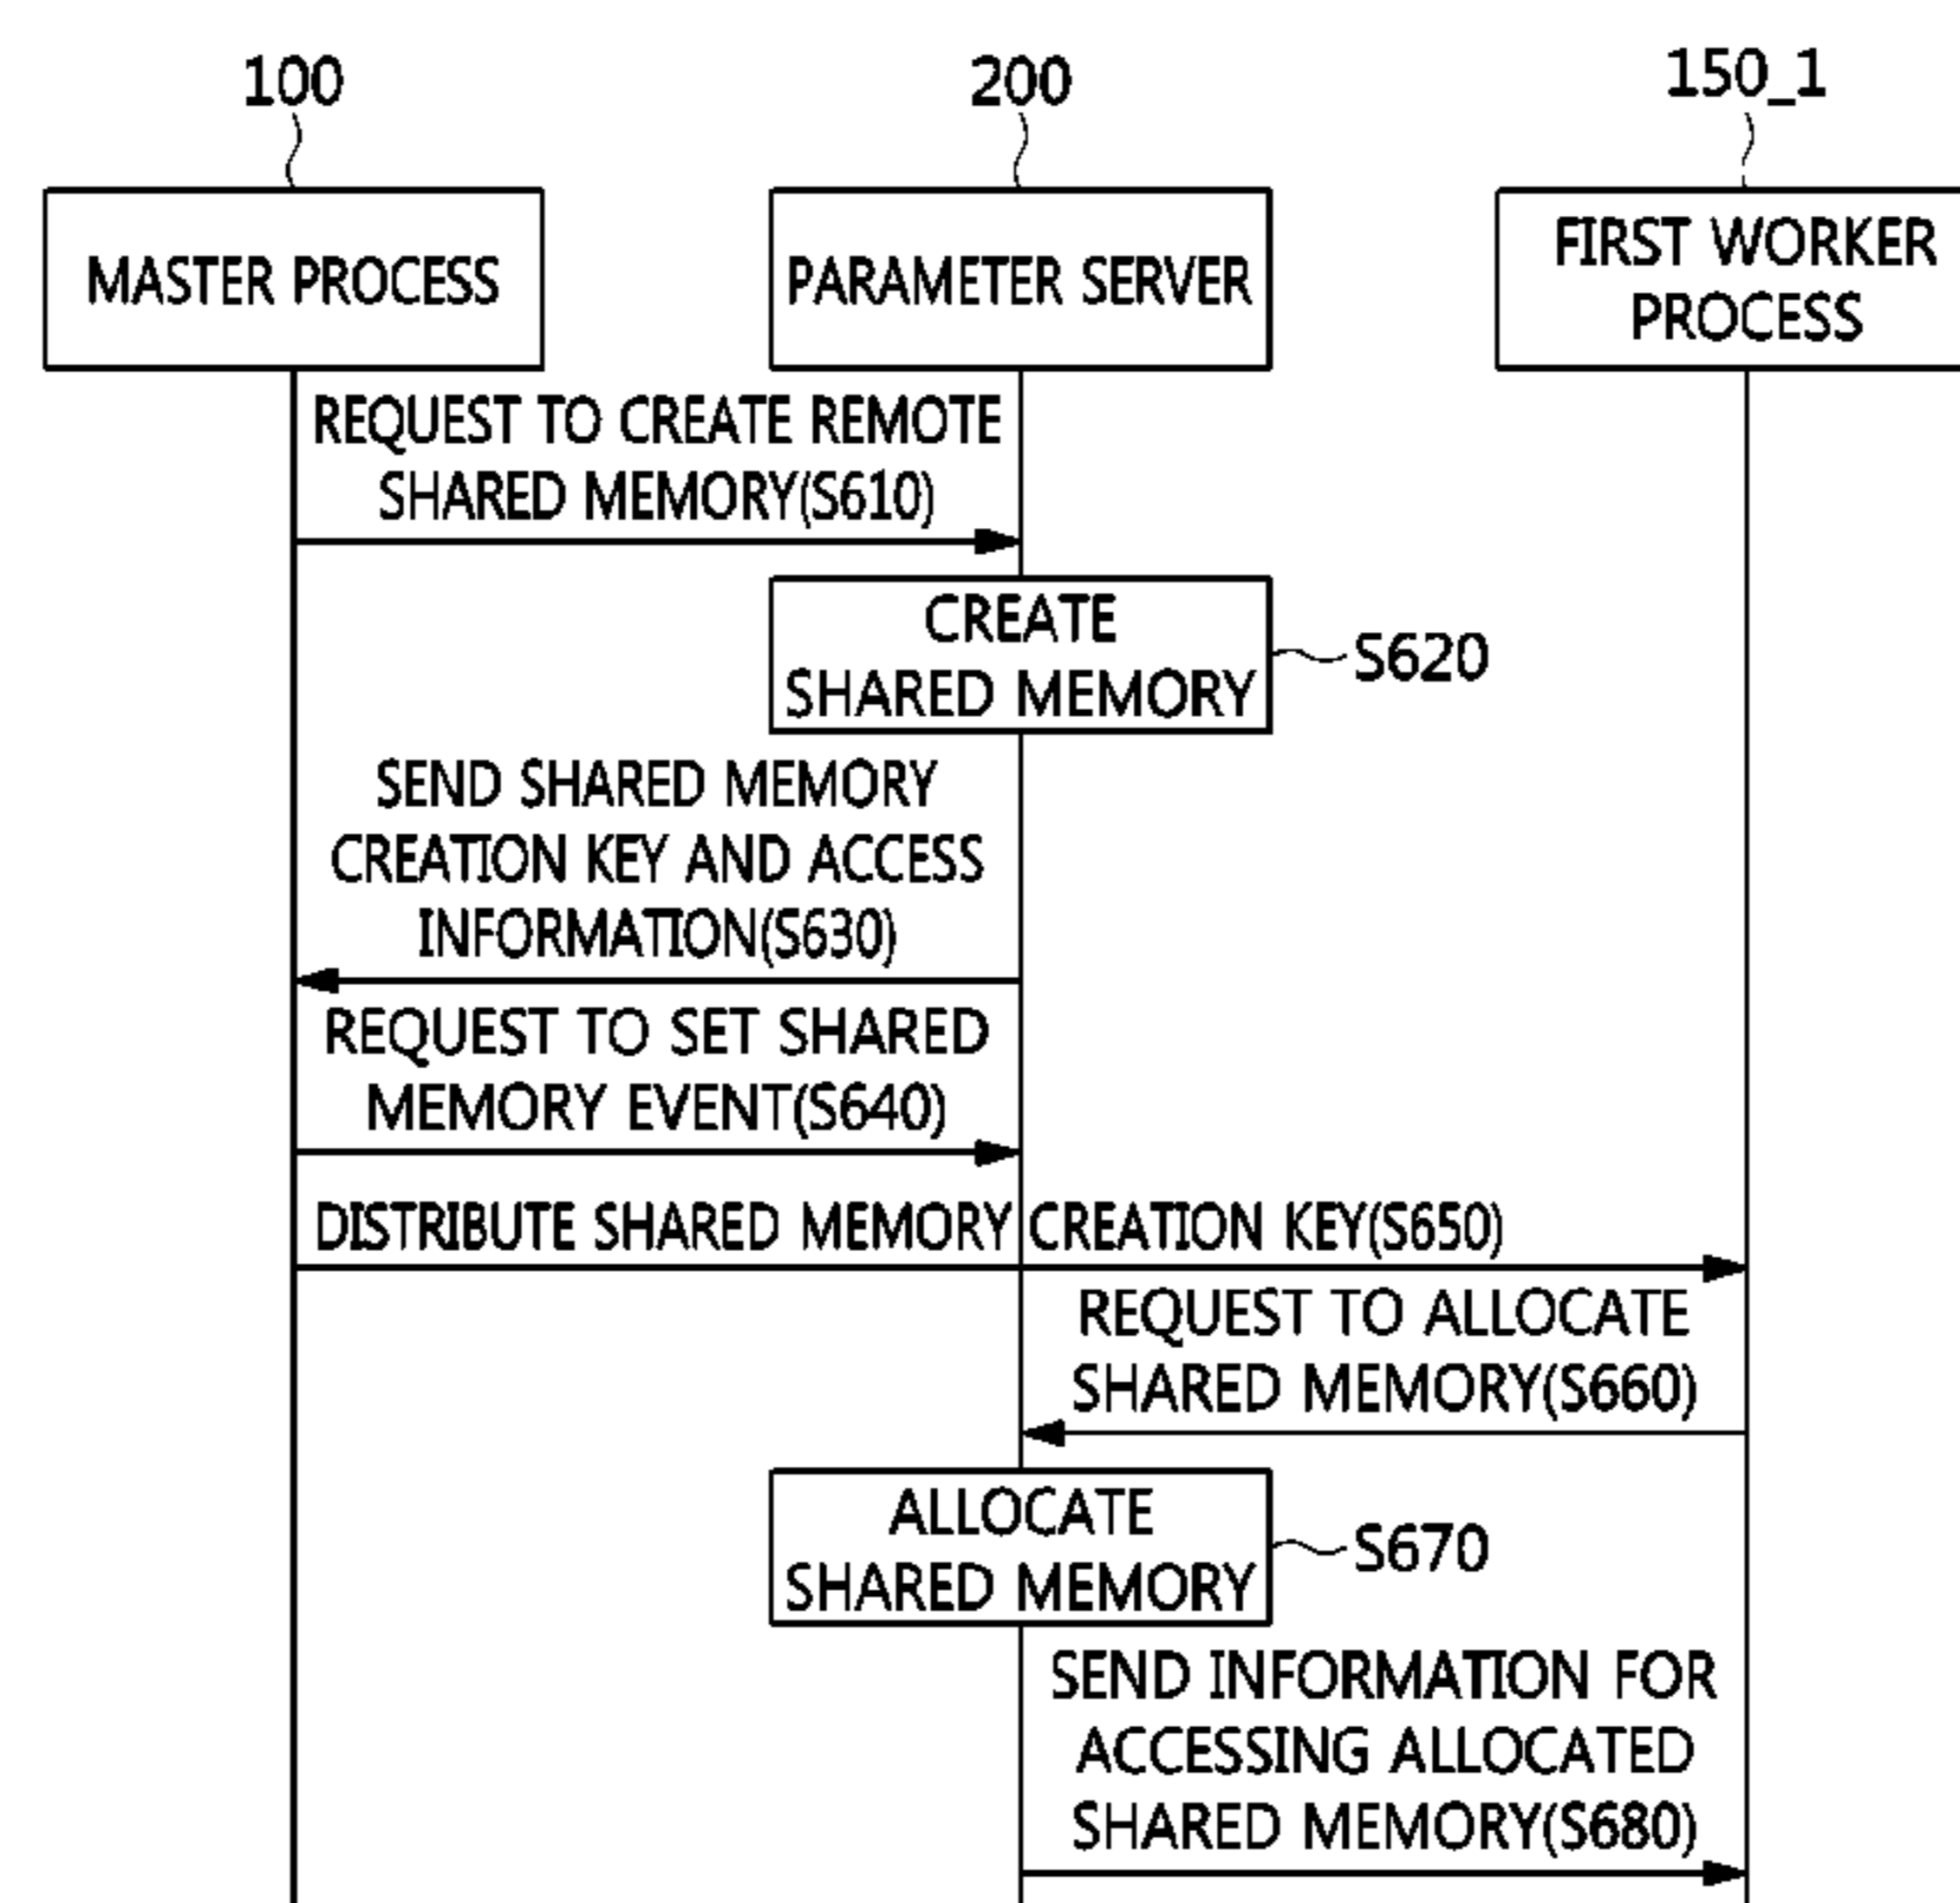 100
200
150_1
MASTER PROCESS
PARAMETER SERVER
FIRST WORKER
PROCESS
REQUEST TO CREATE REMOTE
SHARED MEMORY(S610)
CREATE
SHARED MEMORY
S620
SEND SHARED MEMORY
CREATION KEY AND ACCESS
INFORMATION(S630)
REQUEST TO SET SHARED
MEMORY EVENT(S640)
DISTRIBUTE SHARED MEMORY CREATION KEY(S650)
REQUEST TO ALLOCATE
SHARED MEMORY(S660)
ALLOCATE
SHARED MEMORY
S670
SEND INFORMATION FOR
ACCESSING ALLOCATED
SHARED MEMORY(S680)